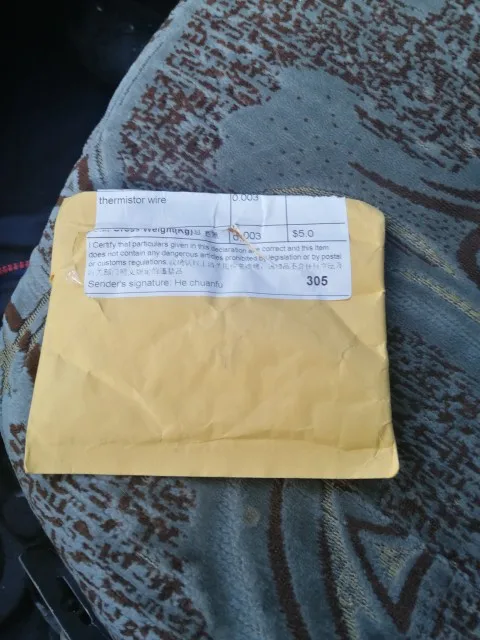 thermistor wire 0.003
Gross Weight(Kg) 0.003 $5.0
I Certify that particulers given in this declaration are correct and this item
does not contain any dangerous articles prohibited by legislation or by postal
or customs regulations.
Sender's signature: He chuanfu 305